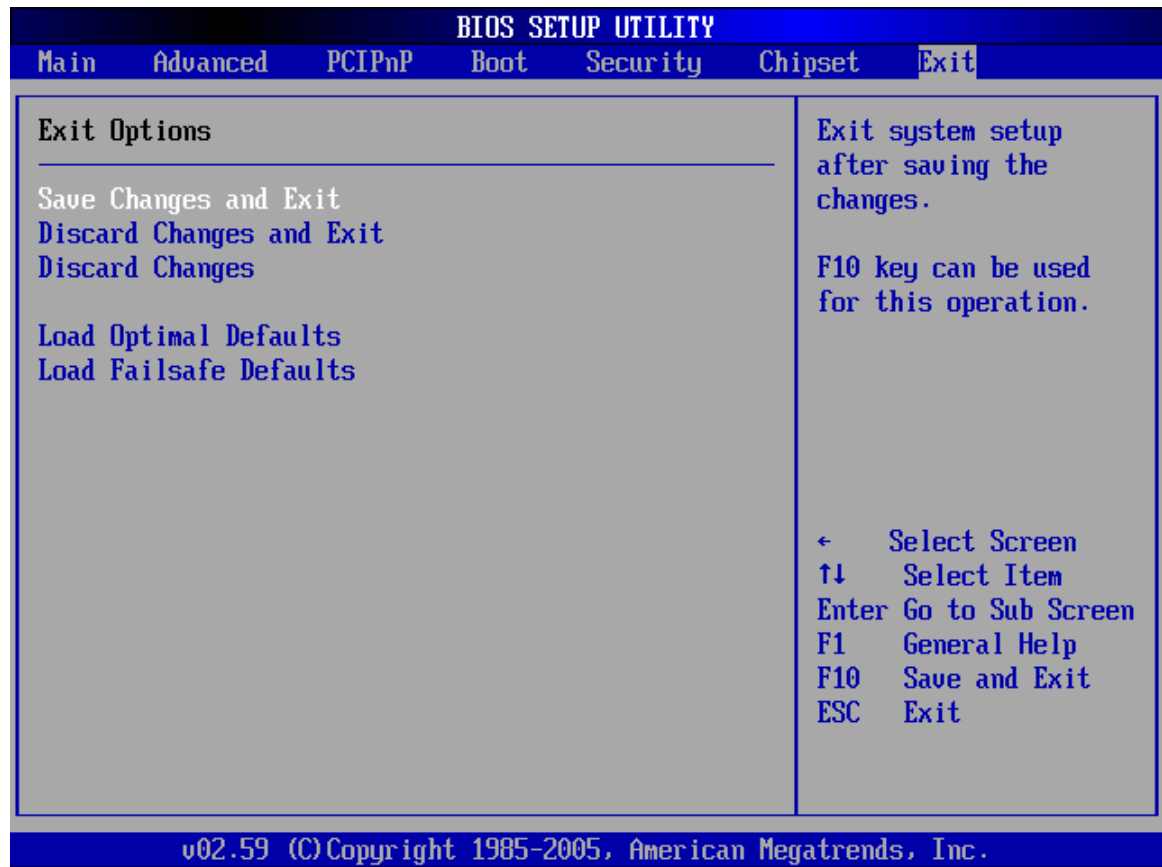 BIOS SETUP UTILITY
Main Advanced PCIPnP Boot Security Chipset Exit
Exit Options
Save Changes and Exit
Discard Changes and Exit
Discard Changes
Load Optimal Defaults
Load Failsafe Defaults
Exit system setup
after saving the
changes.
F10 key can be used
for this operation.
← Select Screen
↑↓ Select Item
Enter Go to Sub Screen
F1 General Help
F10 Save and Exit
ESC Exit
v02.59 (C)Copyright 1985-2005, American Megatrends, Inc.